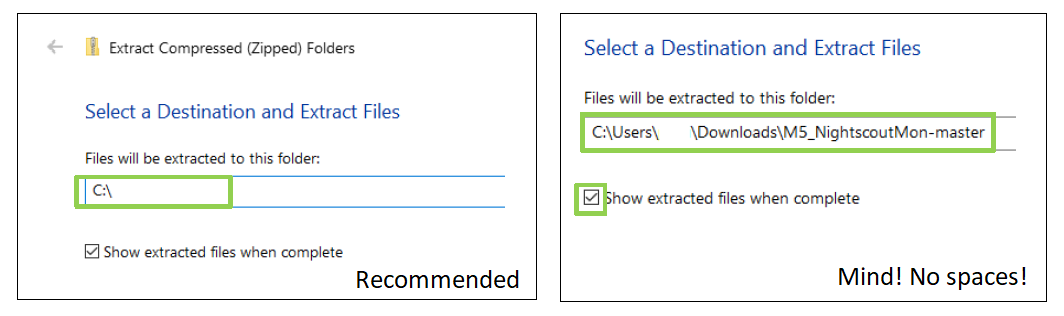 Extract Compressed (Zipped) Folders
Select a Destination and Extract Files
Files will be extracted to this folder:
C:\
Show extracted files when complete
Recommended
Select a Destination and Extract Files
Files will be extracted to this folder:
C:\Users\ \Downloads\M5_NightscoutMon-master
Show extracted files when complete
Mind! No spaces!